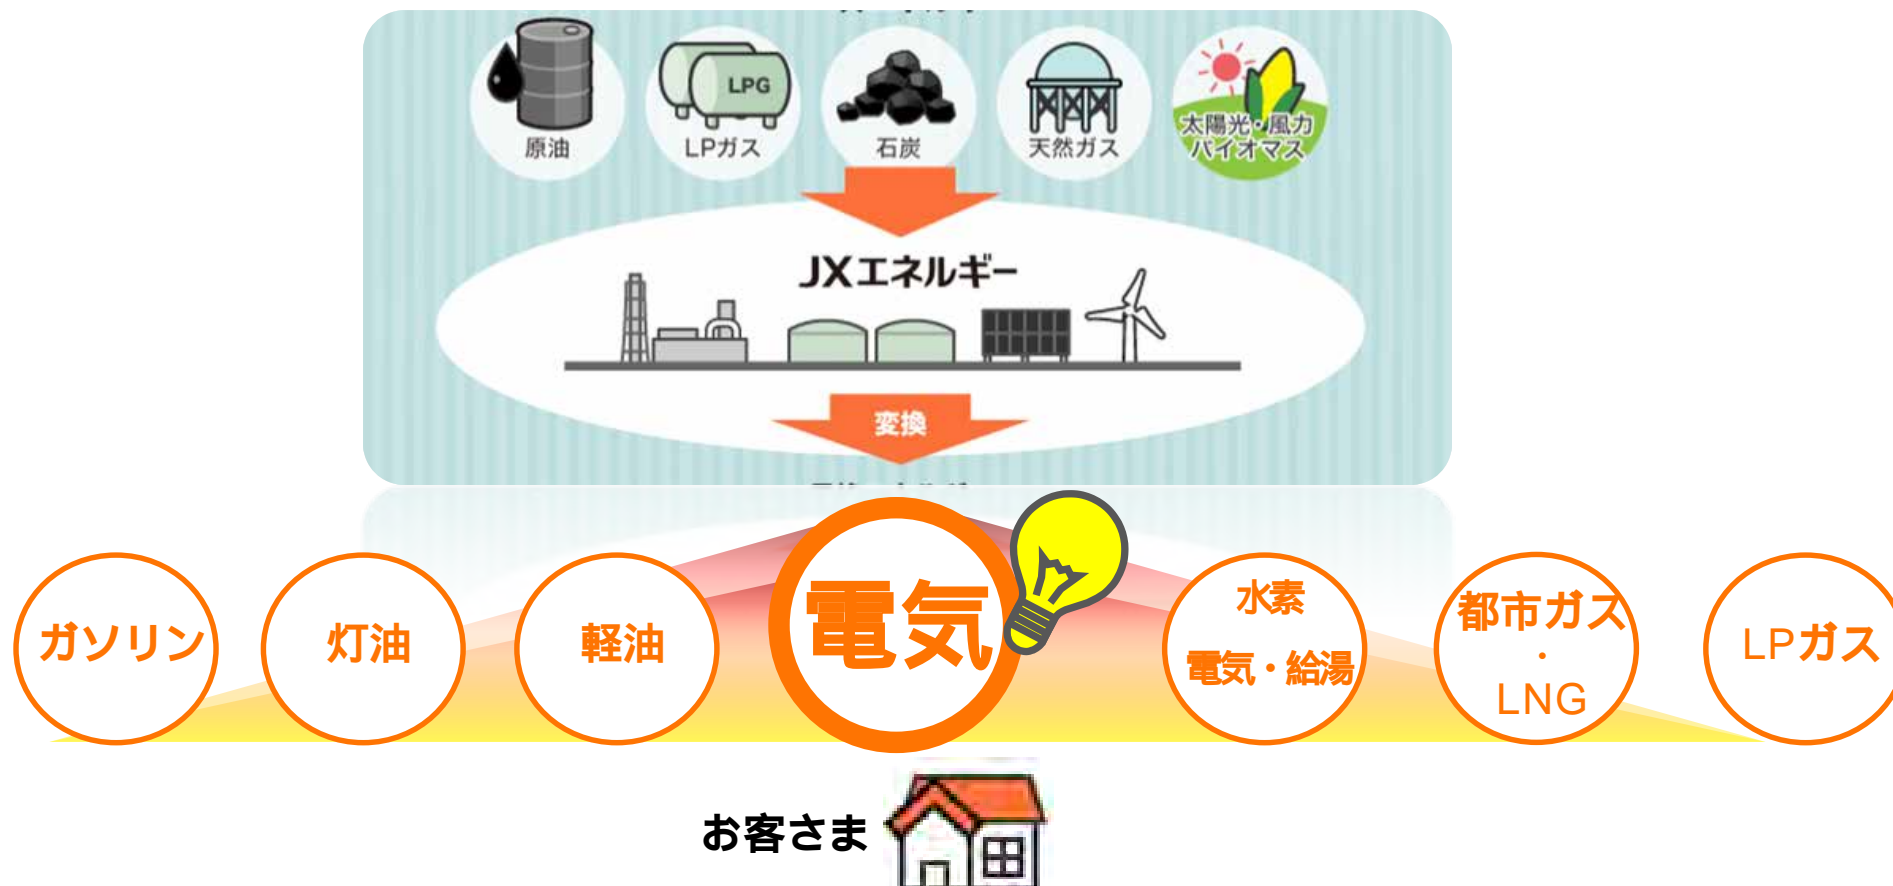 LPG
原油
LPガス
石炭
天然ガス
太陽光・風力
バイオマス
JXエネルギー
変換
ガソリン
灯油
軽油
電気
水素
電気・給湯
都市ガス
・
LNG
LPガス
お客さま